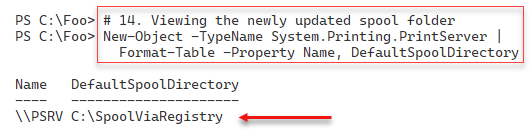 PS C:\Foo> # 14. Viewing the newly updated spool folder
PS C:\Foo> New-Object –TypeName System.Printing.PrintServer |
Format-Table -Property Name, DefaultSpoolDirectory
Name DefaultSpoolDirectory
---- ---------------------
\\PSRV C:\SpoolViaRegistry